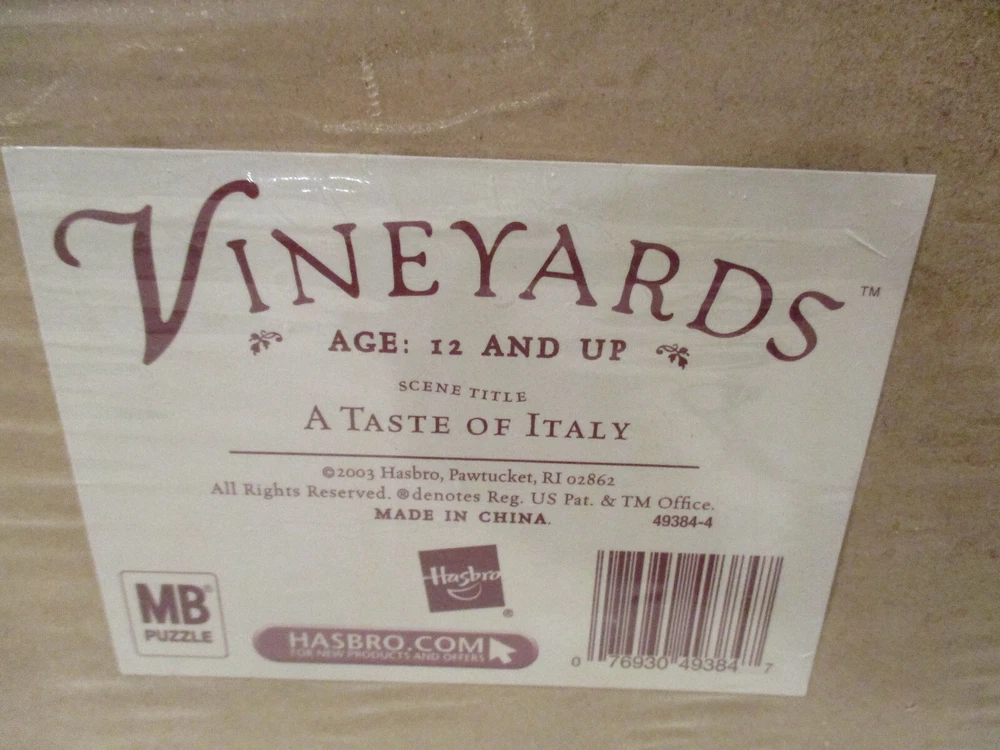 VINEYARDS™
AGE: 12 AND UP
SCENE TITLE
A TASTE OF ITALY
©2003 Hasbro, Pawtucket, RI 02862
All Rights Reserved. ®denotes Reg. US Pat. & TM Office.
MADE IN CHINA.
49384-4
Hasbro®
MB®
PUZZLE
HASBRO.COM
FOR NEW PRODUCTS AND OFFERS
0 76930 49384 7